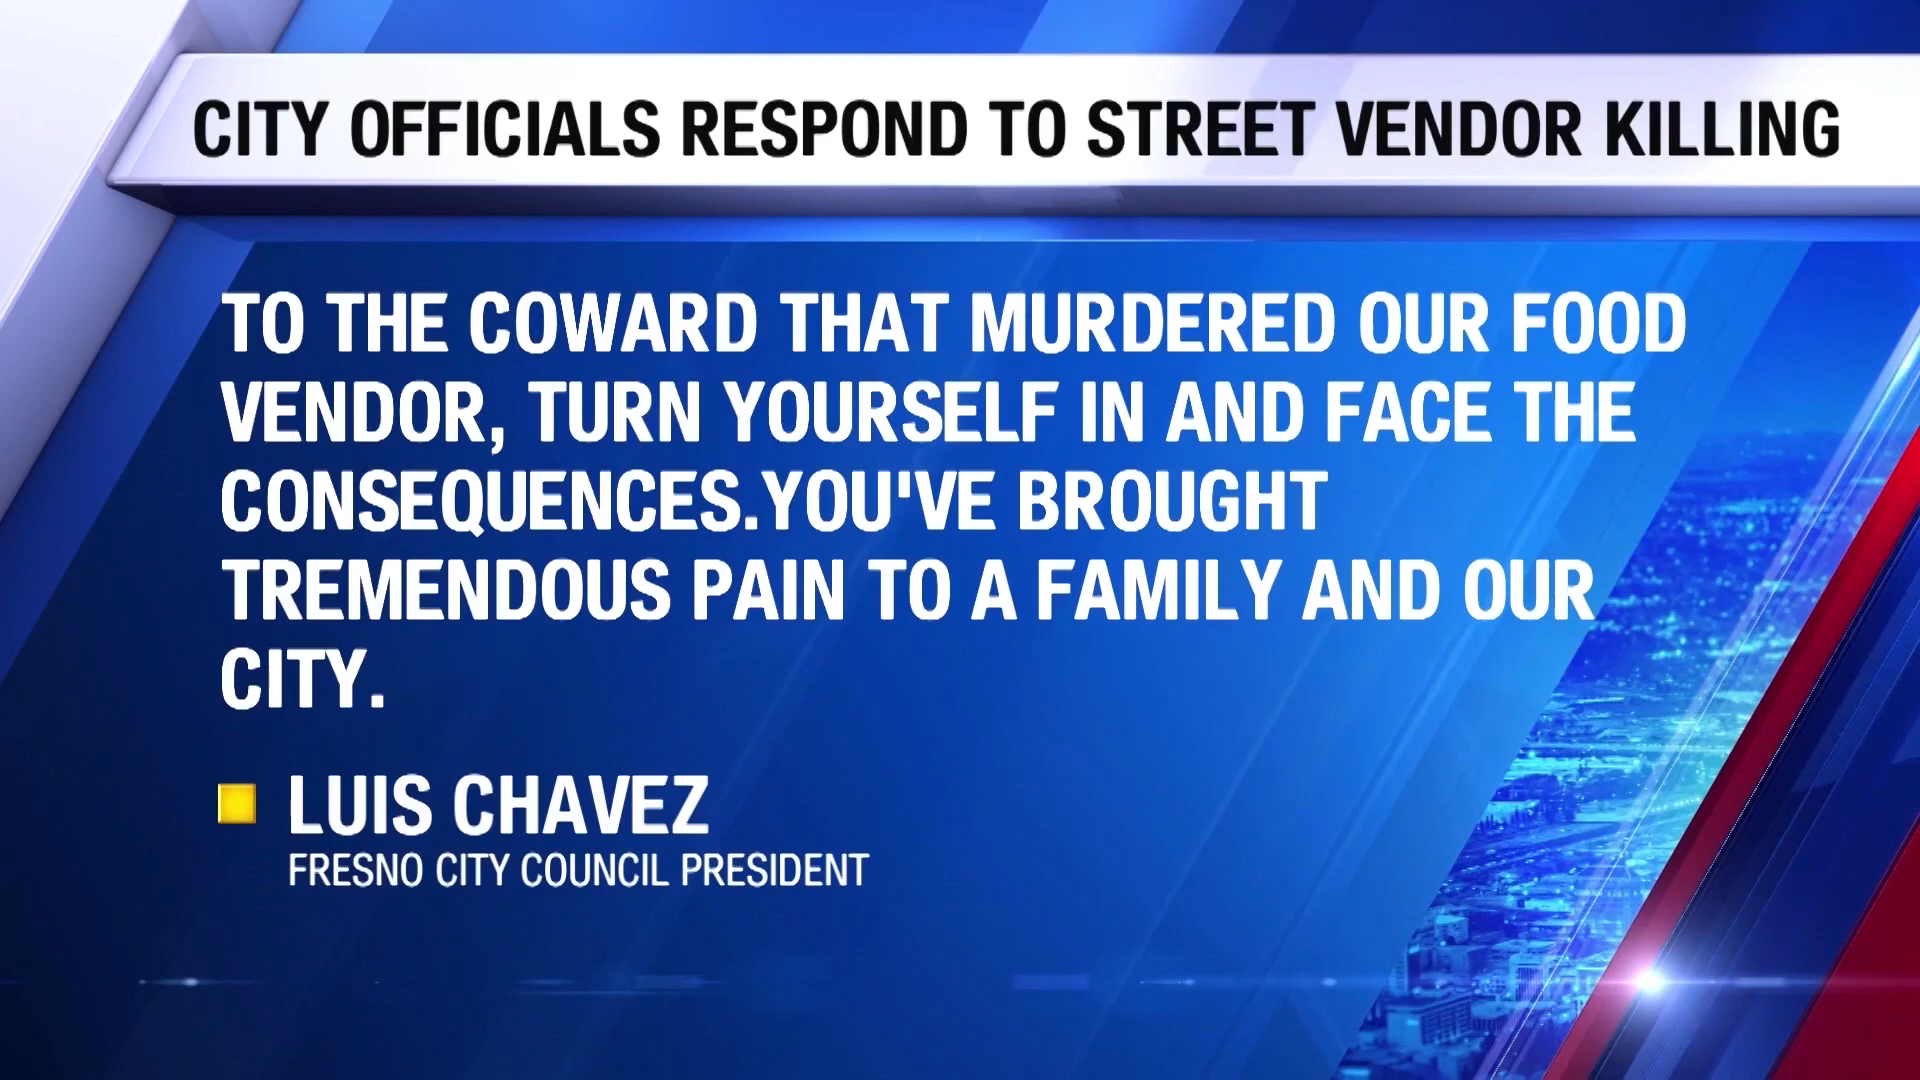 CITY OFFICIALS RESPOND TO STREET VENDOR KILLING
TO THE COWARD THAT MURDERED OUR FOOD
VENDOR, TURN YOURSELF IN AND FACE THE
CONSEQUENCES.YOU'VE BROUGHT
TREMENDOUS PAIN TO A FAMILY AND OUR
CITY.
LUIS CHAVEZ
FRESNO CITY COUNCIL PRESIDENT